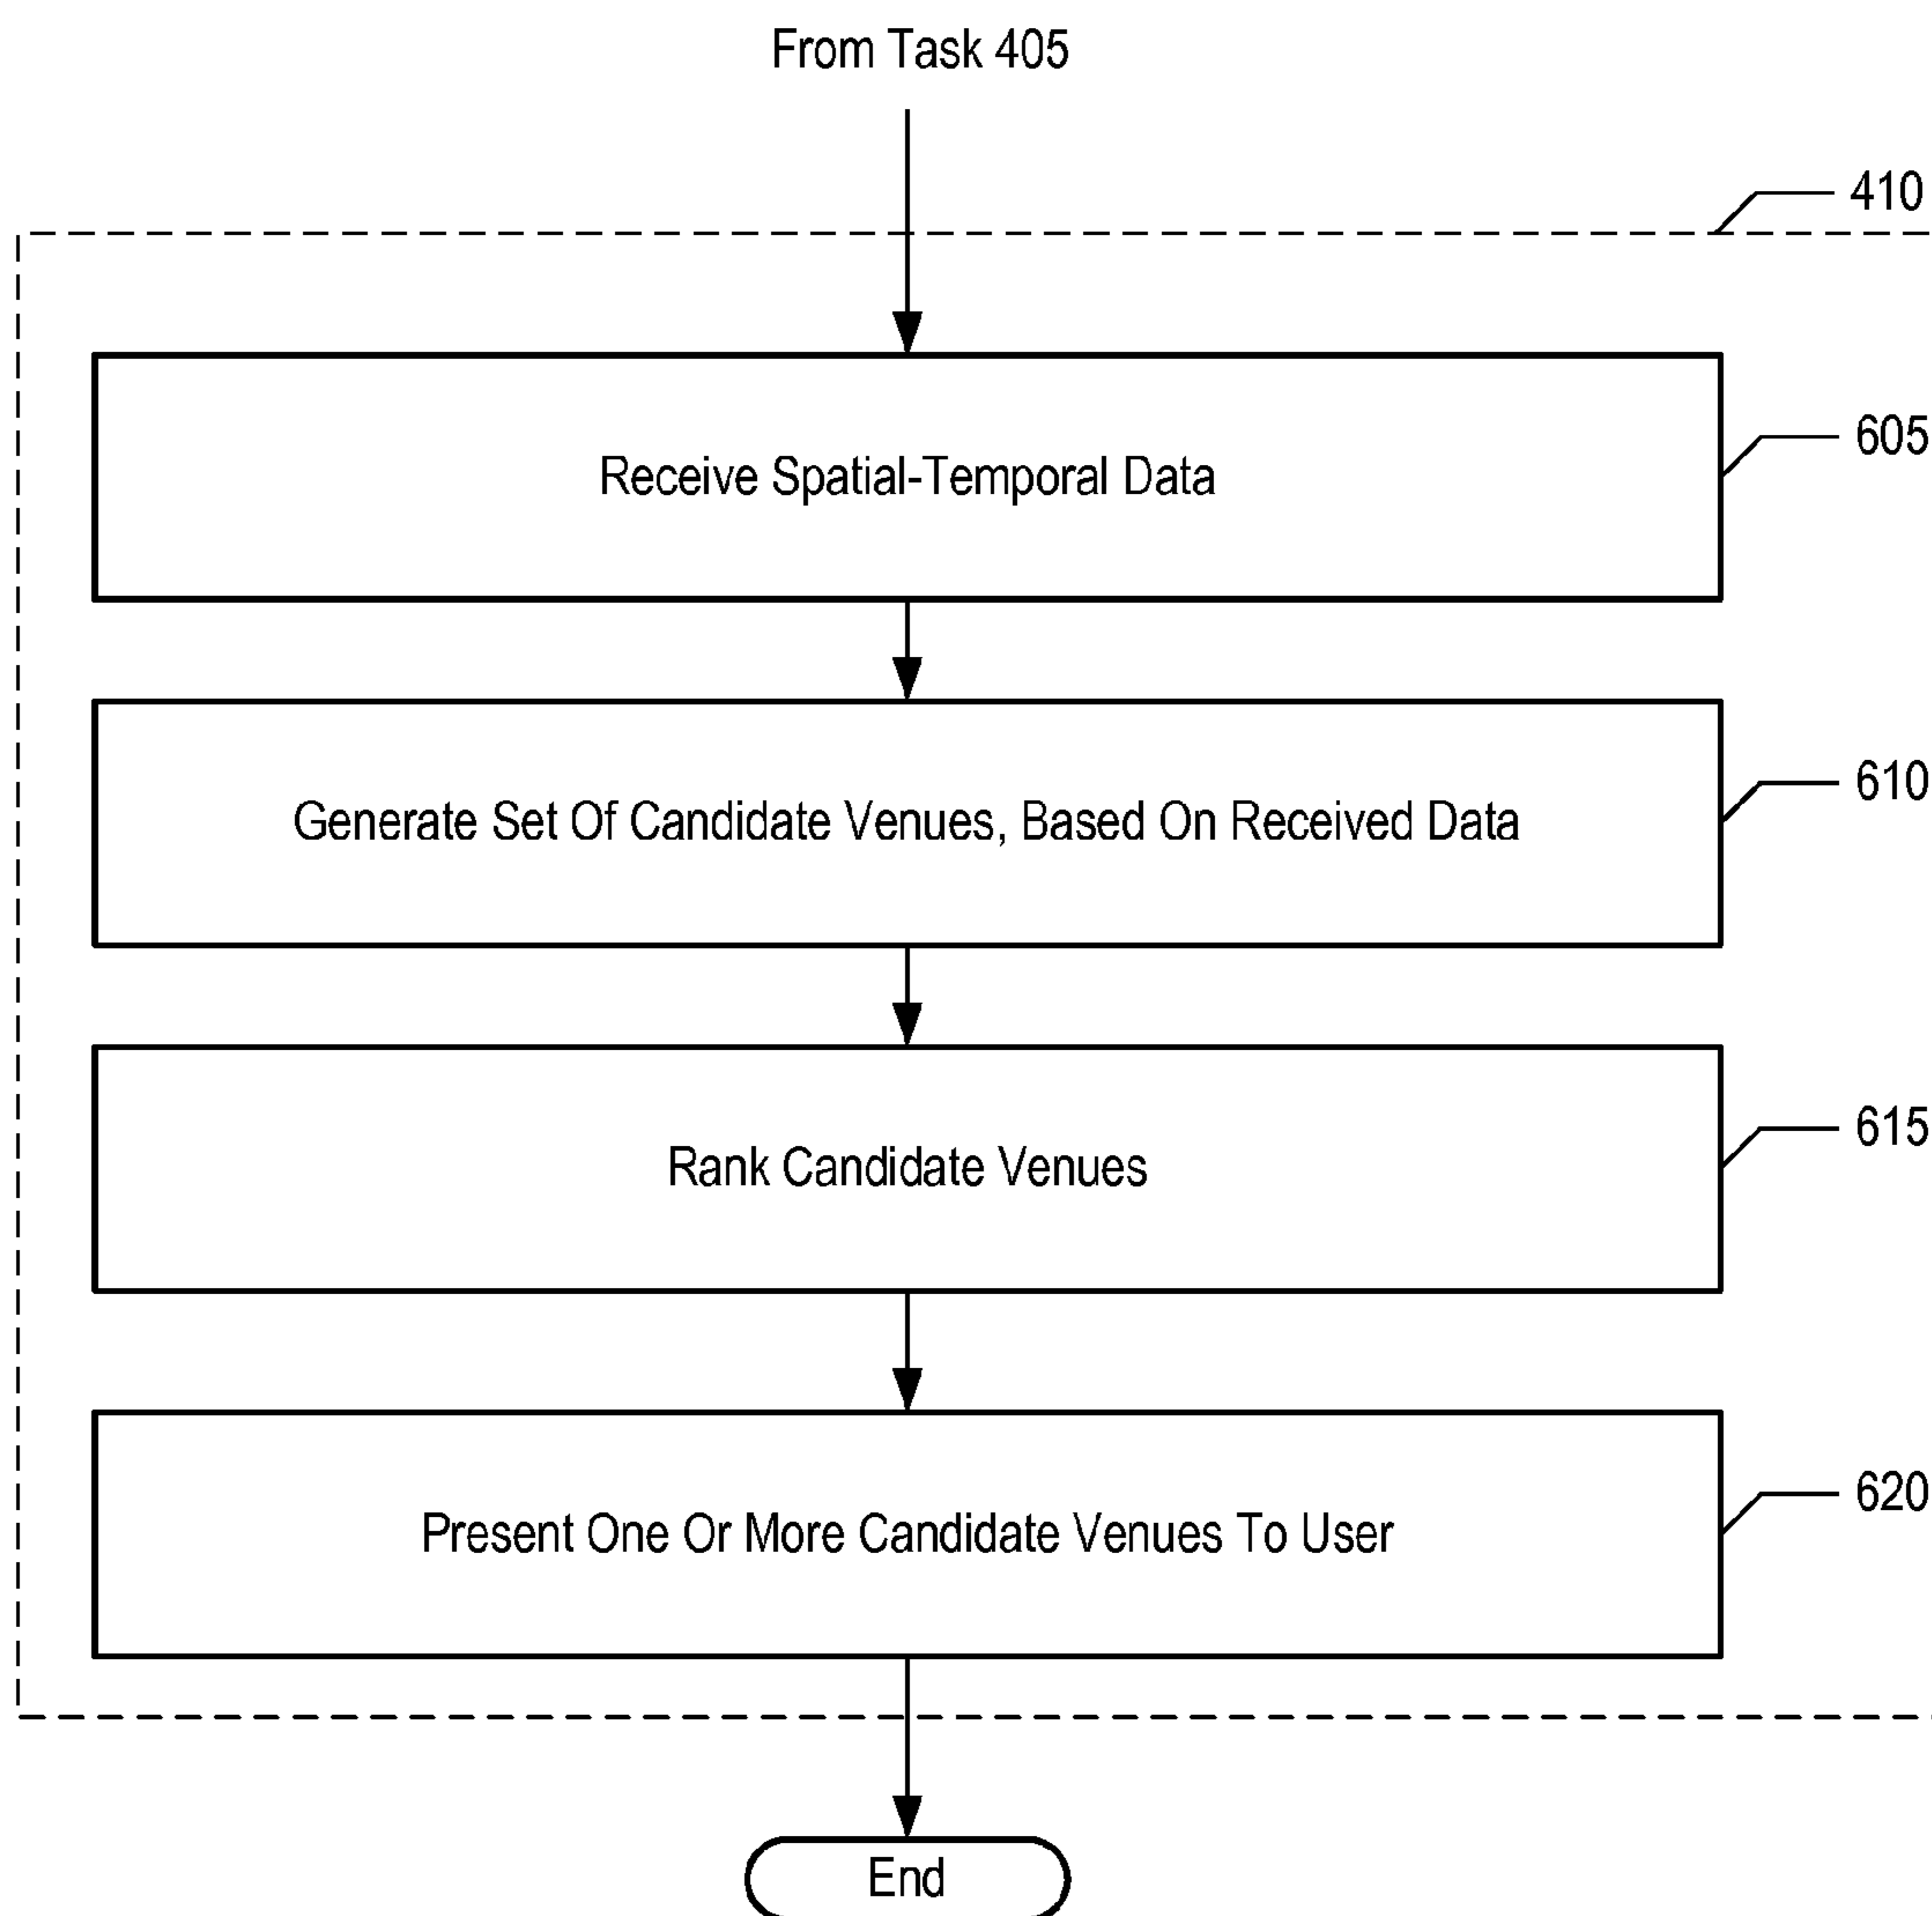 From Task 405
410
Receive Spatial-Temporal Data
605
Generate Set Of Candidate Venues, Based On Received Data
610
Rank Candidate Venues
615
Present One Or More Candidate Venues To User
620
End